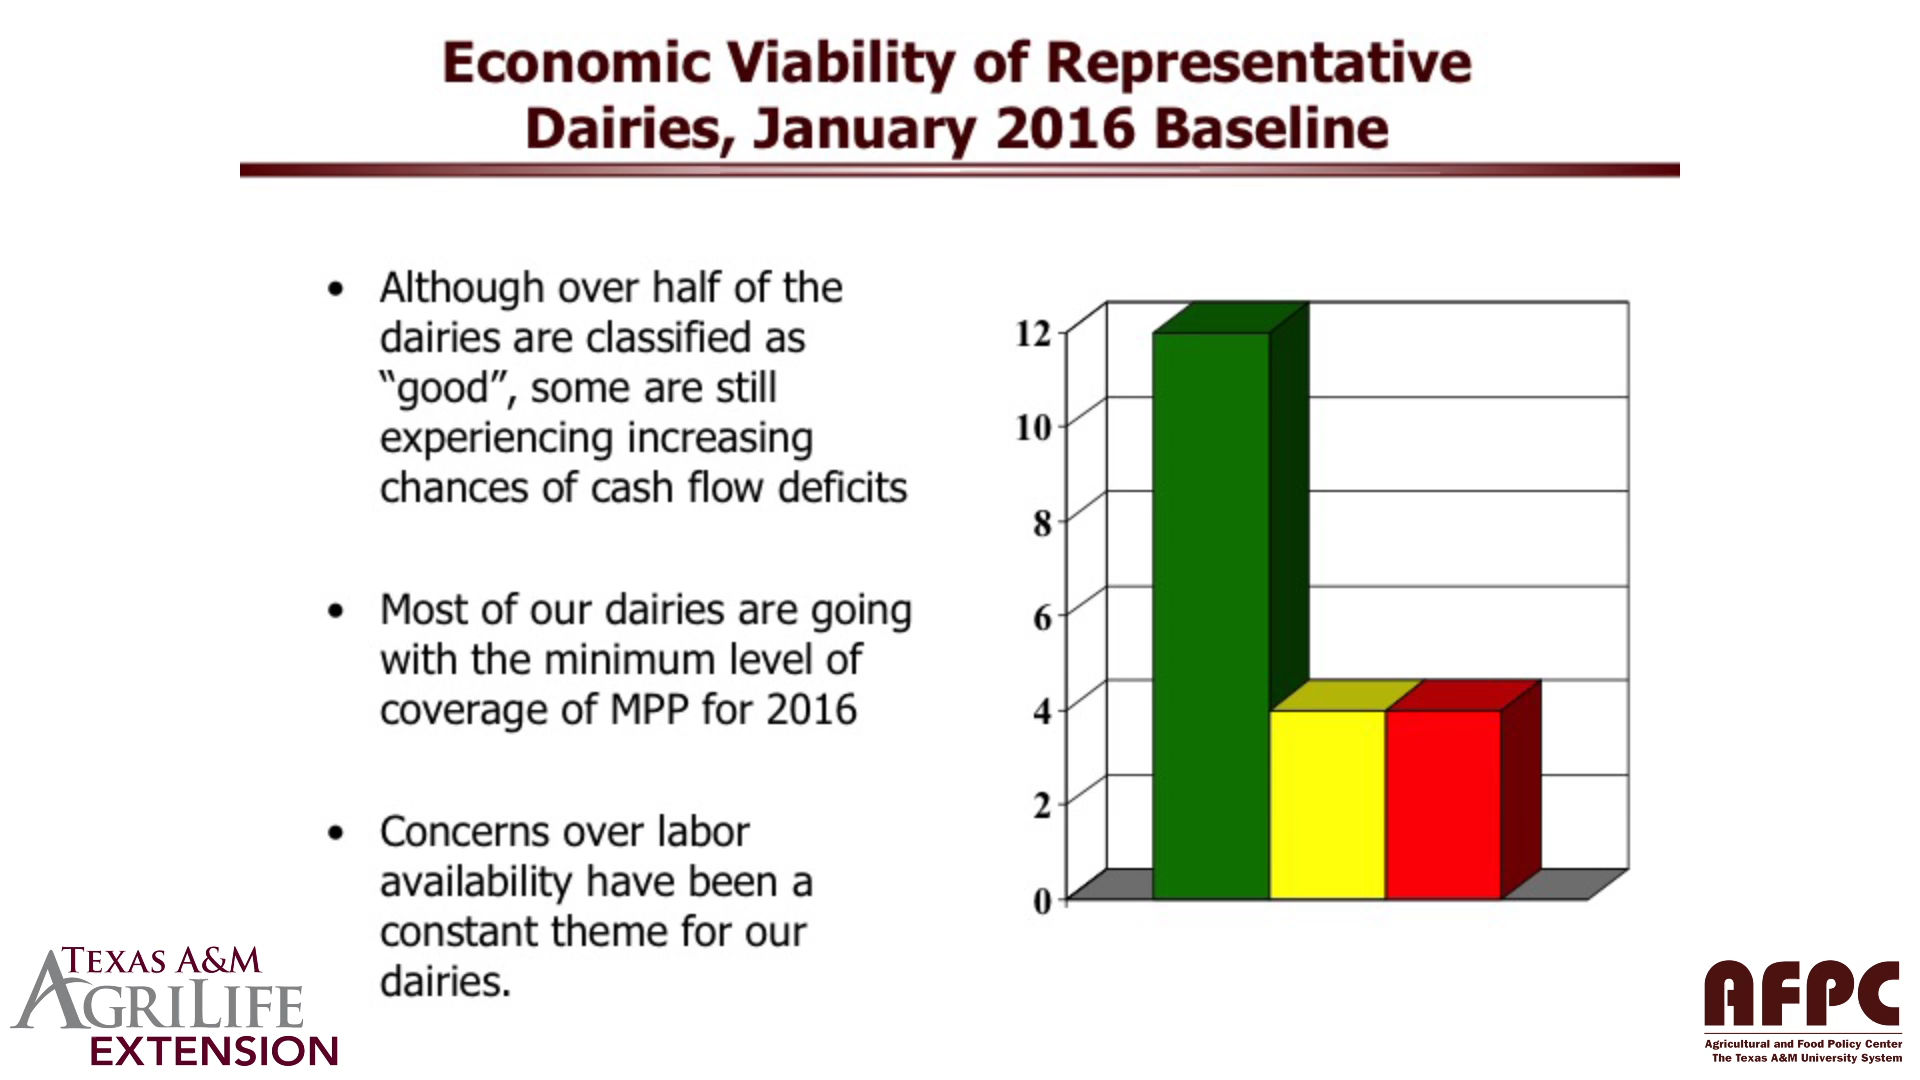 Economic Viability of Representative
Dairies, January 2016 Baseline
• Although over half of the
dairies are classified as
“good”, some are still
experiencing increasing
chances of cash flow deficits
• Most of our dairies are going
with the minimum level of
coverage of MPP for 2016
• Concerns over labor
availability have been a
constant theme for our
dairies.
12
10
8
6
4
2
0
TEXAS A&M
AGRILIFE
EXTENSION
AFPC
Agricultural and Food Policy Center
The Texas A&M University System